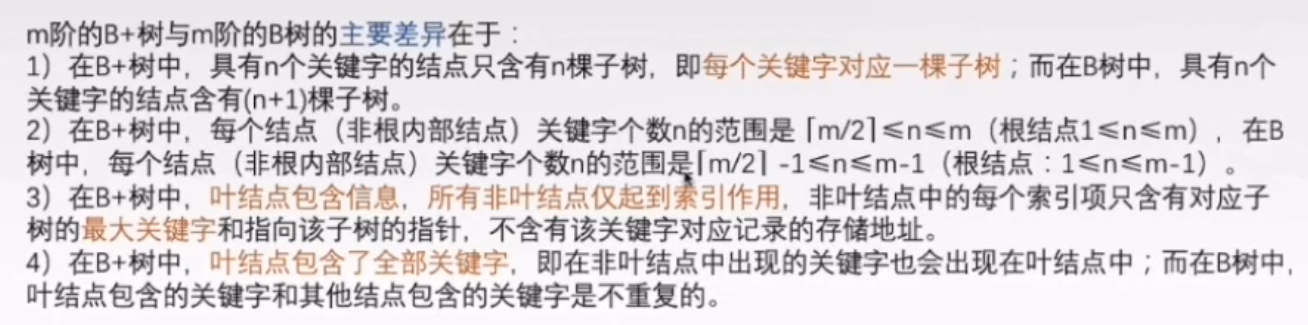 m阶的B+树与m阶的B树的主要差异在于：
1）在B+树中，具有n个关键字的结点只含有n棵子树，即每个关键字对应一棵子树；而在B树中，具有n个
关键字的结点含有(n+1)棵子树。
2）在B+树中，每个结点（非根内部结点）关键字个数n的范围是 ⌈m/2⌉≤n≤m（根结点1≤n≤m），在B
树中，每个结点（非根内部结点）关键字个数n的范围是⌈m/2⌉ -1≤n≤m-1（根结点：1≤n≤m-1）。
3）在B+树中，叶结点包含信息，所有非叶结点仅起到索引作用，非叶结点中的每个索引项只含有对应子
树的最大关键字和指向该子树的指针，不含有该关键字对应记录的存储地址。
4）在B+树中，叶结点包含了全部关键字，即在非叶结点中出现的关键字也会出现在叶结点中；而在B树中，
叶结点包含的关键字和其他结点包含的关键字是不重复的。